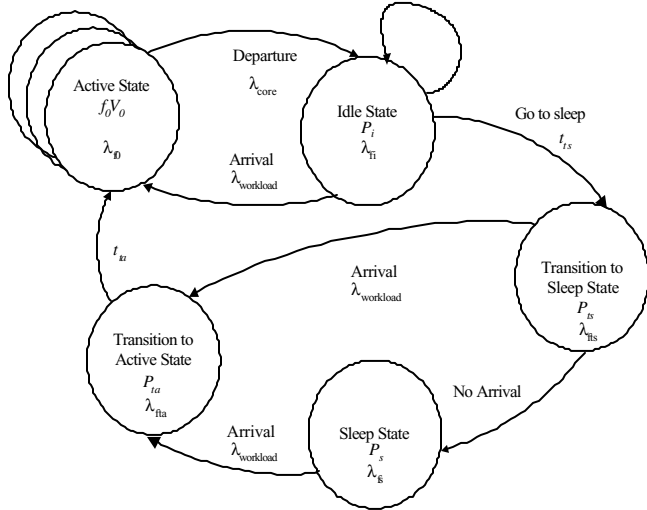 Active State
f₀V₀
λf0
Departure
λcore
Arrival
λworkload
Idle State
Pi
λfi
Go to sleep
tts
Transition to
Sleep State
Pts
λfts
Arrival
λworkload
tta
Transition to
Active State
Pta
λfta
No Arrival
Arrival
λworkload
Sleep State
Ps
λfs